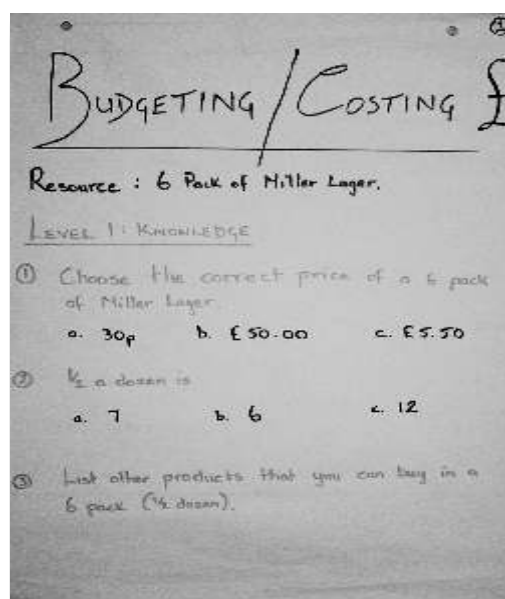 BUDGETING / COSTING £
Resource : 6 Pack of Miller Lager.
LEVEL 1: KNOWLEDGE
① Choose the correct price of a 6 pack
of Miller Lager.
a. 30p b. £50.00 c. £5.50
② ½ a dozen is
a. 7 b. 6 c. 12
③ List other products that you can buy in a
6 pack (½ dozen).